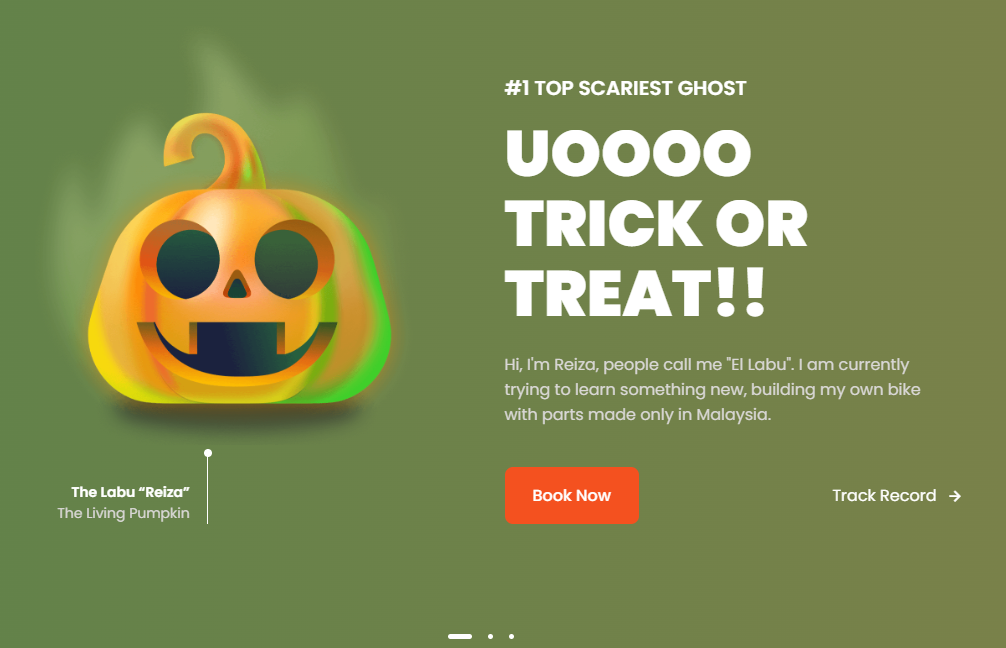 #1 TOP SCARIEST GHOST
UOOOO
TRICK OR
TREAT!!
Hi, I'm Reiza, people call me "El Labu". I am currently
trying to learn something new, building my own bike
with parts made only in Malaysia.
Book Now
Track Record →
The Labu “Reiza”
The Living Pumpkin